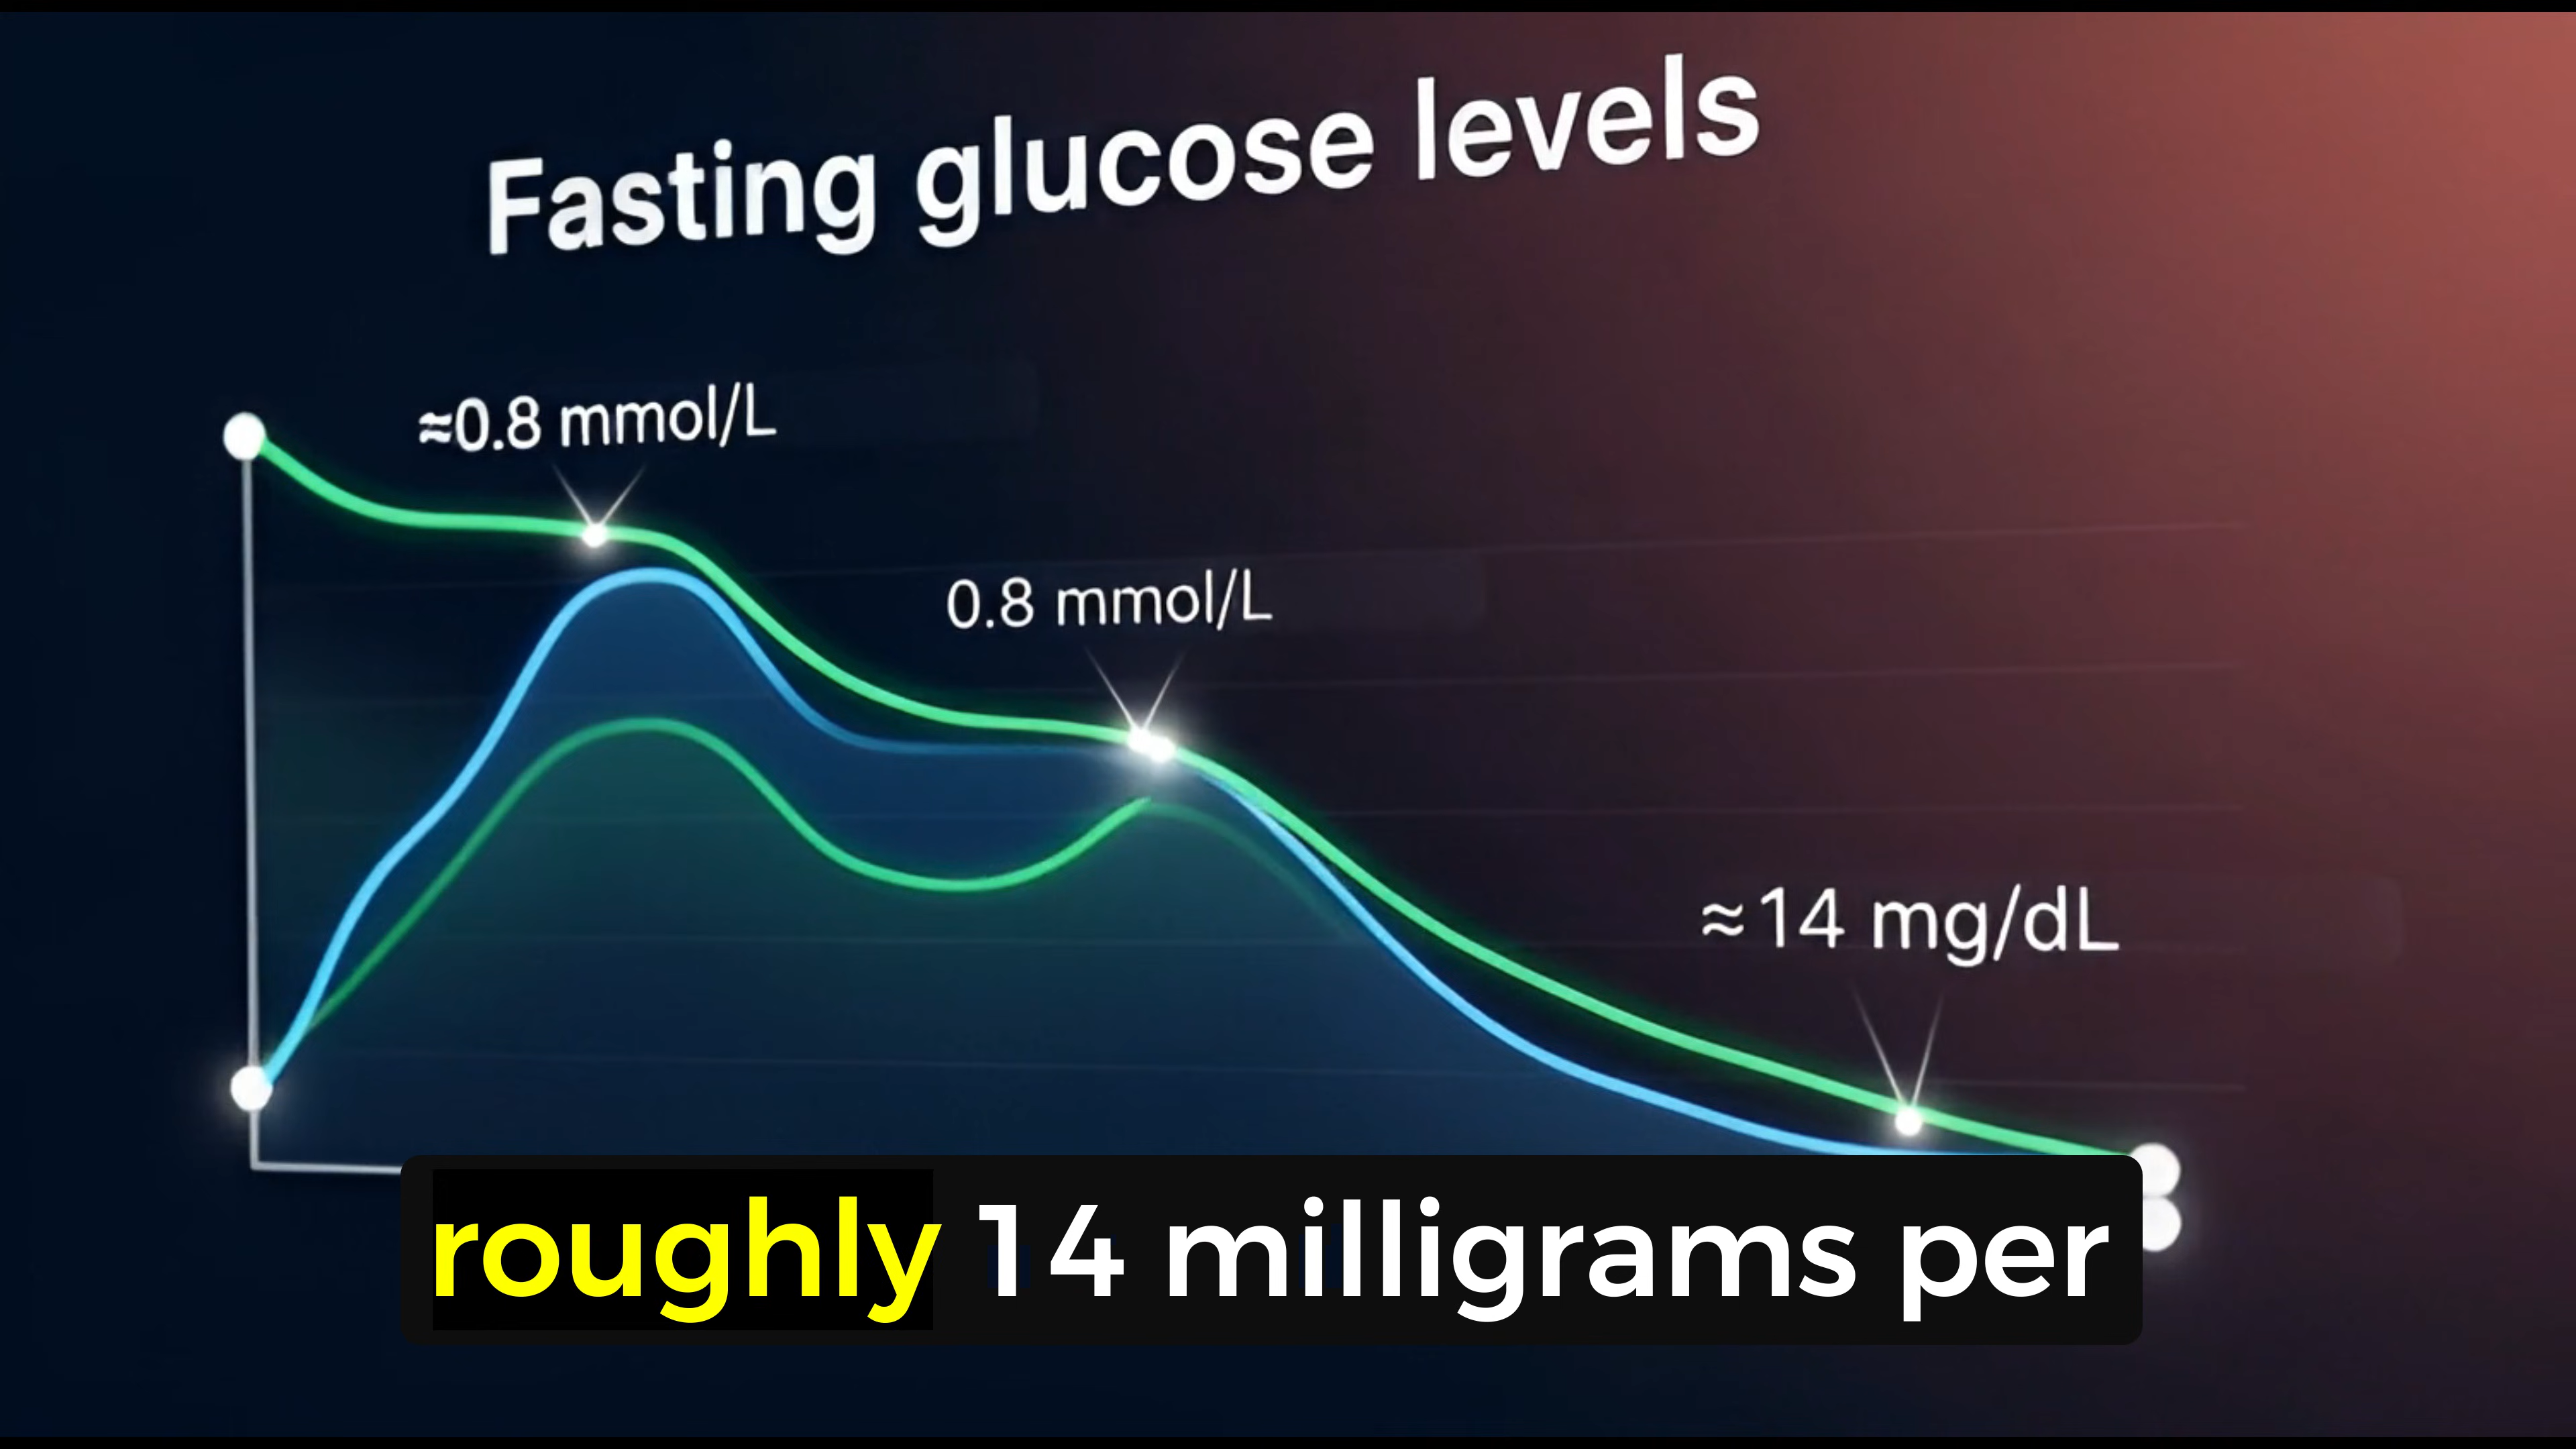 Fasting glucose levels
≈0.8 mmol/L
0.8 mmol/L
≈14 mg/dL
roughly 14 milligrams per